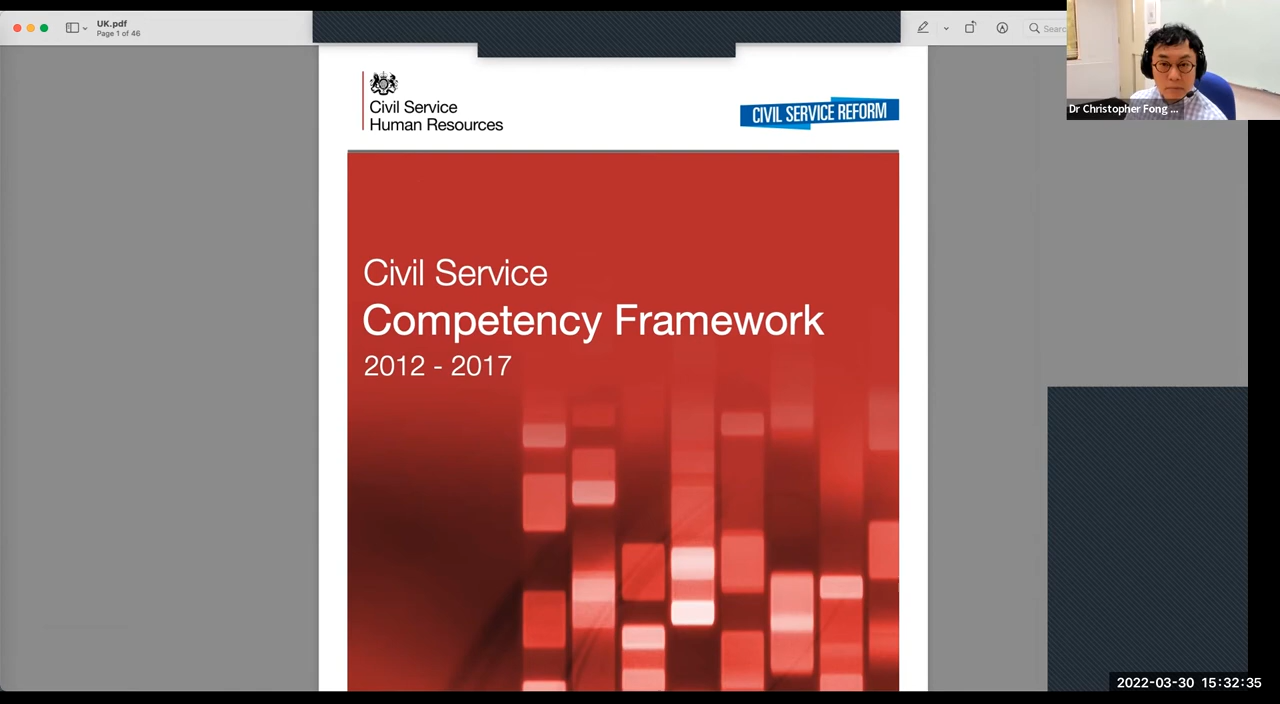 UK.pdf
Page 1 of 46
Searc
Dr Christopher Fong ...
Civil Service
Human Resources
CIVIL SERVICE REFORM
Civil Service
Competency Framework
2012 - 2017
2022-03-30 15:32:35